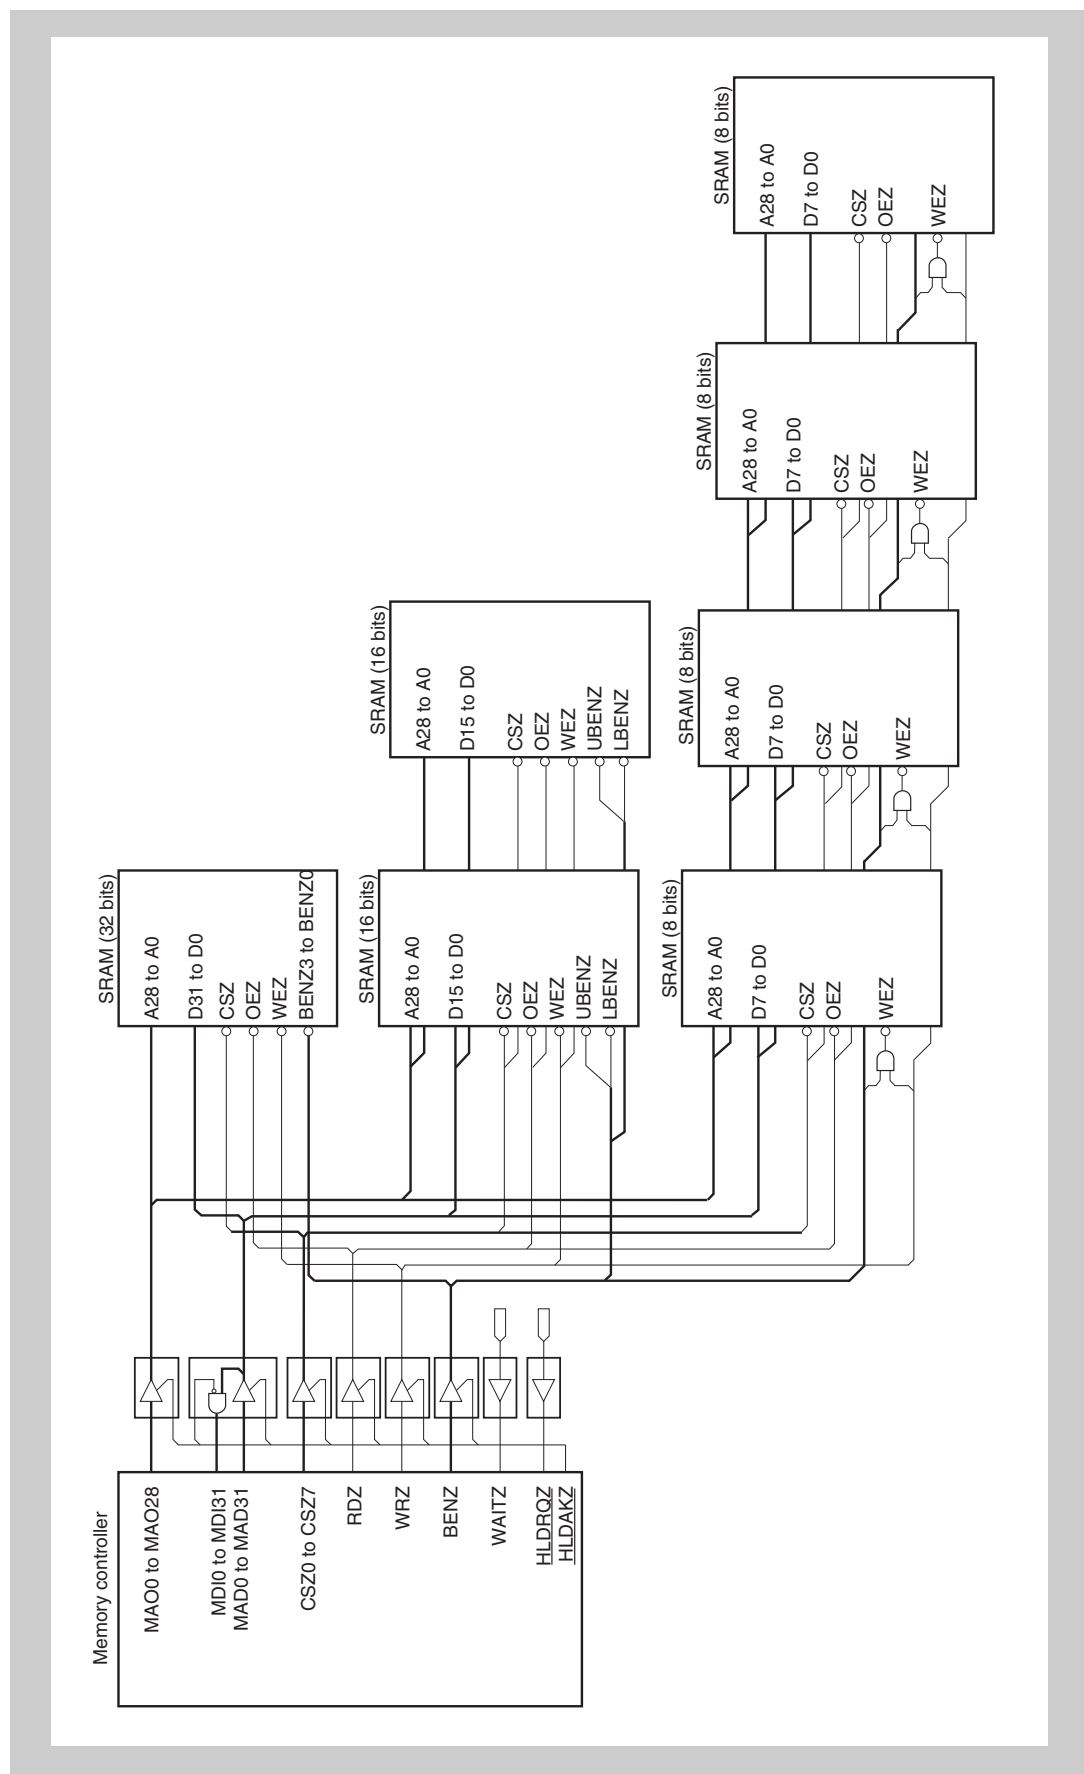 Memory controller
MAO0 to MAO28
MDI0 to MDI31
MAD0 to MAD31
CSZ0 to CSZ7
RDZ
WRZ
BENZ
WAITZ
HLDRQZ
HLDAKZ
SRAM (32 bits)
A28 to A0
D31 to D0
CSZ
OEZ
WEZ
BENZ3 to BENZ0
SRAM (16 bits)
A28 to A0
D15 to D0
CSZ
OEZ
WEZ
UBENZ
LBENZ
SRAM (16 bits)
A28 to A0
D15 to D0
CSZ
OEZ
WEZ
UBENZ
LBENZ
SRAM (8 bits)
A28 to A0
D7 to D0
CSZ
OEZ
WEZ
SRAM (8 bits)
A28 to A0
D7 to D0
CSZ
OEZ
WEZ
SRAM (8 bits)
A28 to A0
D7 to D0
CSZ
OEZ
WEZ
SRAM (8 bits)
A28 to A0
D7 to D0
CSZ
OEZ
WEZ